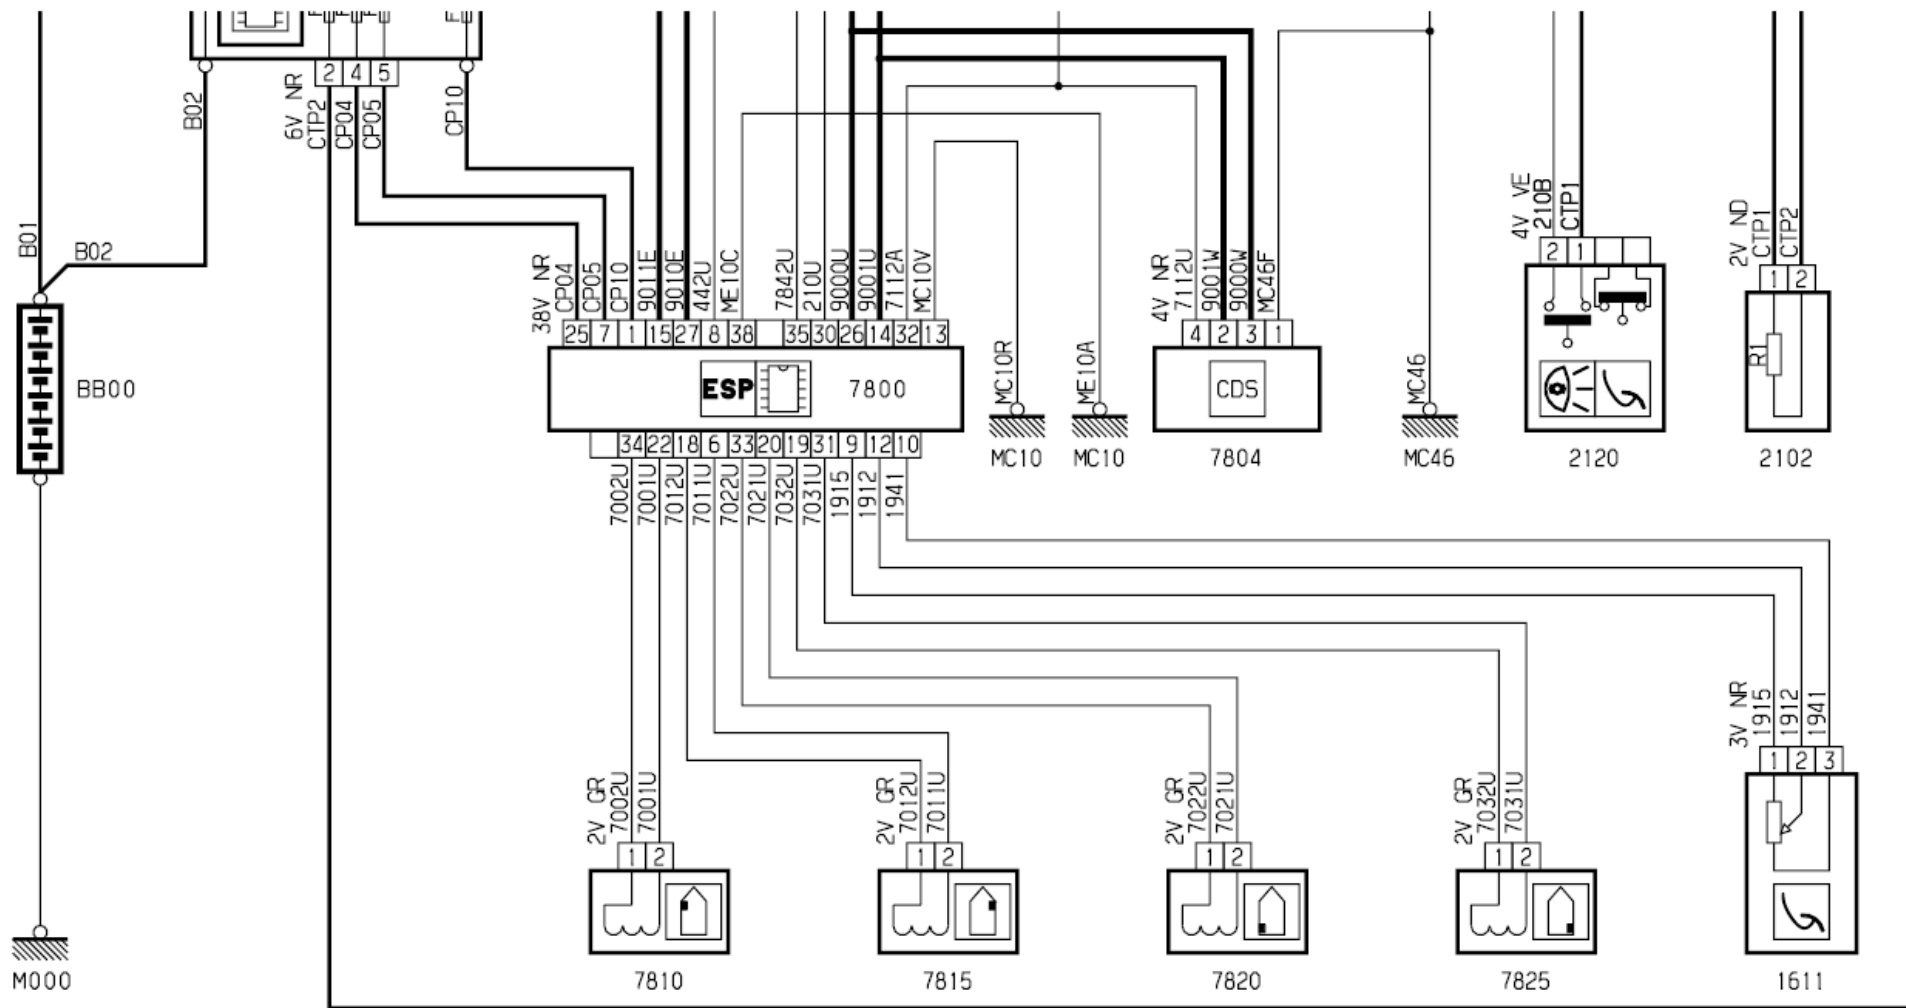 2 4 5
B02
6V NR
CTP2
CP04
CP05
CP10
B01
B02
BB00
M000
38V NR
CP04
CP05
CP10
9011E
9010E
442U
ME10C
7842U
210U
9000U
9001U
7112A
MC10V
25 7 1 15 27 8 38 35 30 26 14 32 13
ESP 7800
34 22 18 6 33 20 19 31 9 12 10
7002U
7001U
7012U
7011U
7022U
7021U
7032U
7031U
1915
1912
1941
MC10R
MC10
ME10A
MC10
4V NR
7112U
9001W
9000W
MC46F
4 2 3 1
CDS
7804
MC46
MC46
4V VE
210B
CTP1
2 1
2120
2V ND
CTP1
CTP2
1 2
R1
2102
2V GR
7002U
7001U
1 2
7810
2V GR
7012U
7011U
1 2
7815
2V GR
7022U
7021U
1 2
7820
2V GR
7032U
7031U
1 2
7825
3V NR
1915
1912
1941
1 2 3
1611